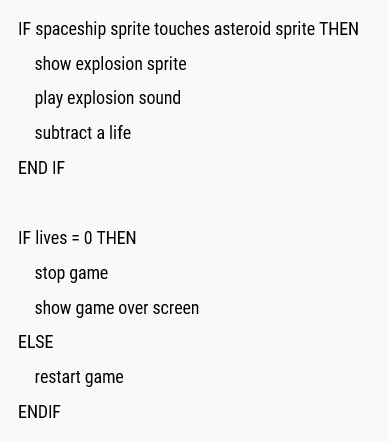 IF spaceship sprite touches asteroid sprite THEN
show explosion sprite
play explosion sound
subtract a life
END IF
IF lives = 0 THEN
stop game
show game over screen
ELSE
restart game
ENDIF